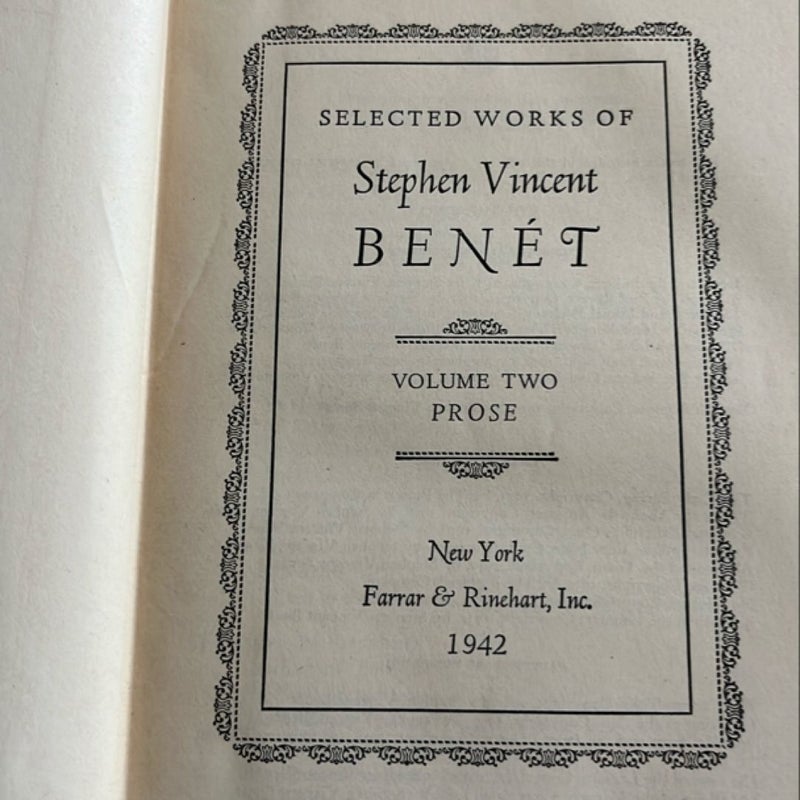 SELECTED WORKS OF
Stephen Vincent
BENÉT
VOLUME TWO
PROSE
New York
Farrar & Rinehart, Inc.
1942